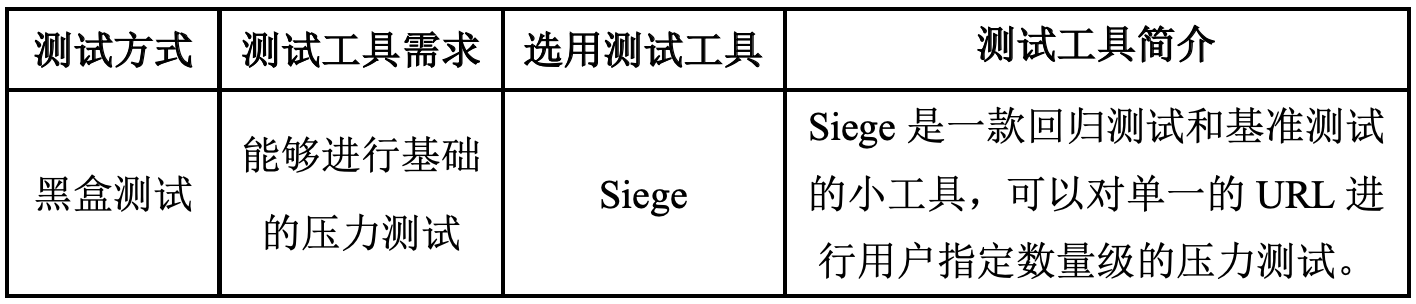 测试方式
测试工具需求
选用测试工具
测试工具简介
黑盒测试
能够进行基础
的压力测试
Siege
Siege 是一款回归测试和基准测试
的小工具，可以对单一的 URL 进
行用户指定数量级的压力测试。